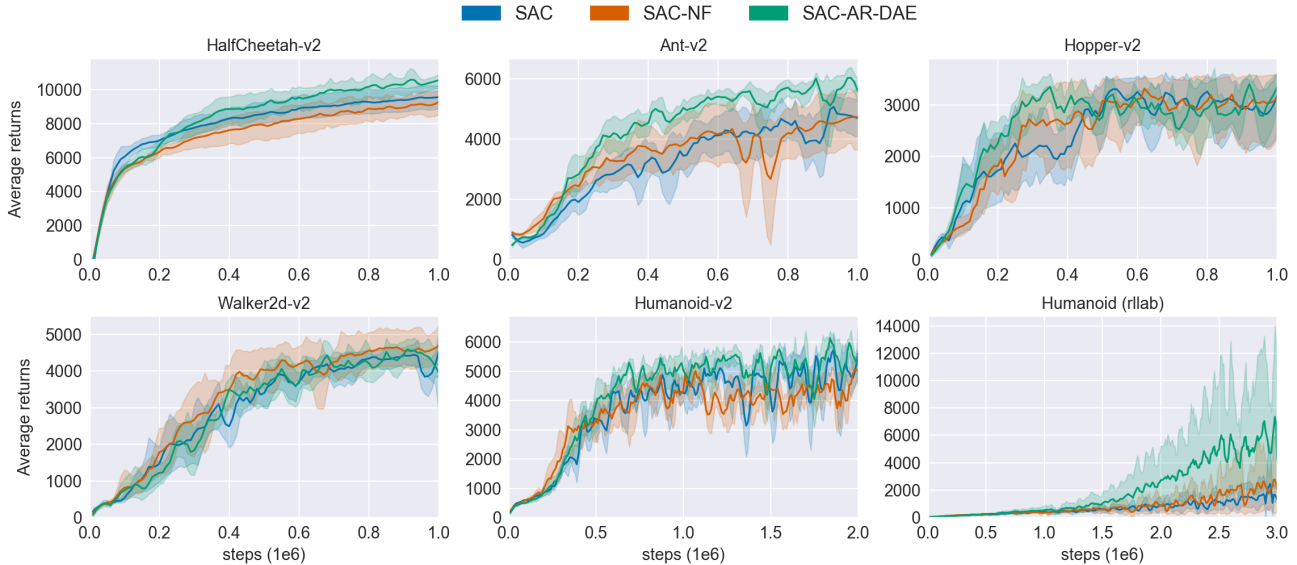 SAC SAC-NF SAC-AR-DAE
HalfCheetah-v2 Ant-v2 Hopper-v2
Average returns
10000
8000
6000
4000
2000
0
0.0 0.2 0.4 0.6 0.8 1.0
6000
4000
2000
0
0.0 0.2 0.4 0.6 0.8 1.0
3000
2000
1000
0
0.0 0.2 0.4 0.6 0.8 1.0
Walker2d-v2 Humanoid-v2 Humanoid (rllab)
Average returns
5000
4000
3000
2000
1000
0
0.0 0.2 0.4 0.6 0.8 1.0
steps (1e6)
6000
5000
4000
3000
2000
1000
0
0.5 1.0 1.5 2.0
steps (1e6)
14000
12000
10000
8000
6000
4000
2000
0
0.0 0.5 1.0 1.5 2.0 2.5 3.0
steps (1e6)